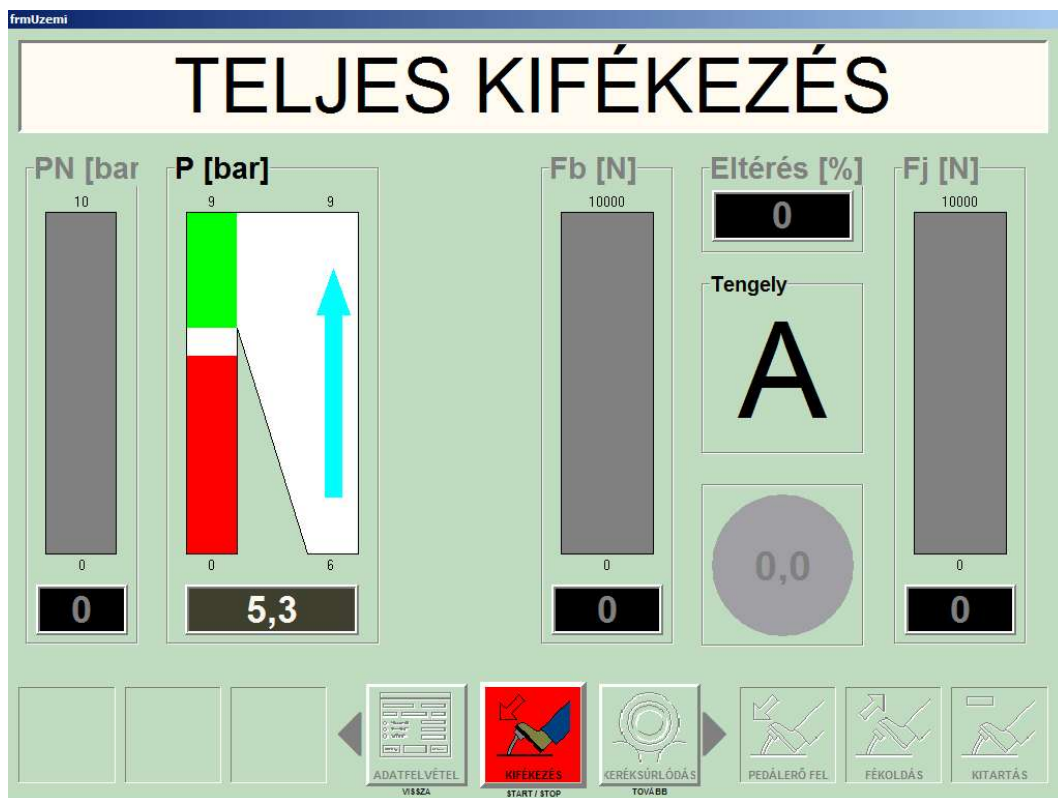 frmUzemi
TELJES KIFÉKEZÉS
PN [bar
P [bar]
Fb [N]
Eltérés [%]
Fj [N]
10
9
9
10000
0
10000
Tengely
A
0,0
0
0
6
0
0
0
5,3
0
0
ADATFELVÉTEL
KIFÉKEZÉS
KERÉKSÚRLÓDÁS
PEDÁLERŐ FEL
FÉKOLDÁS
KITARTÁS
VISSZA
START / STOP
TOVÁBB